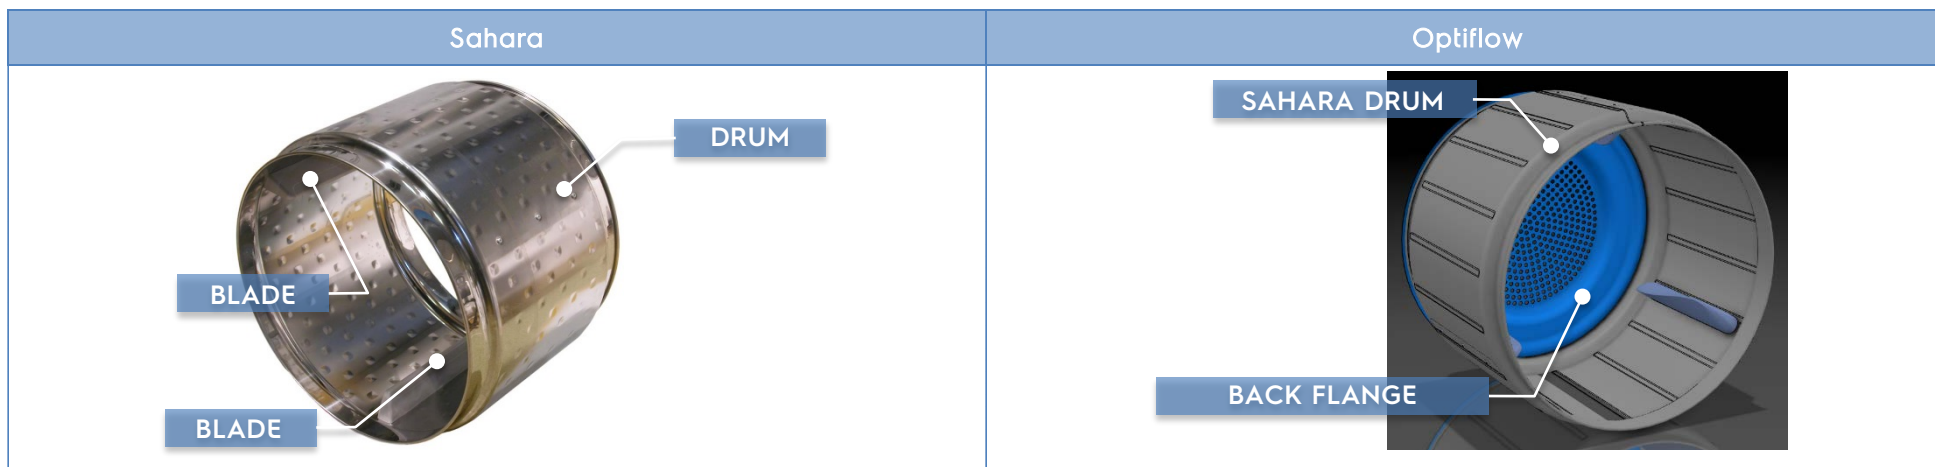 Sahara
Optiflow
DRUM
BLADE
BLADE
SAHARA DRUM
BACK FLANGE